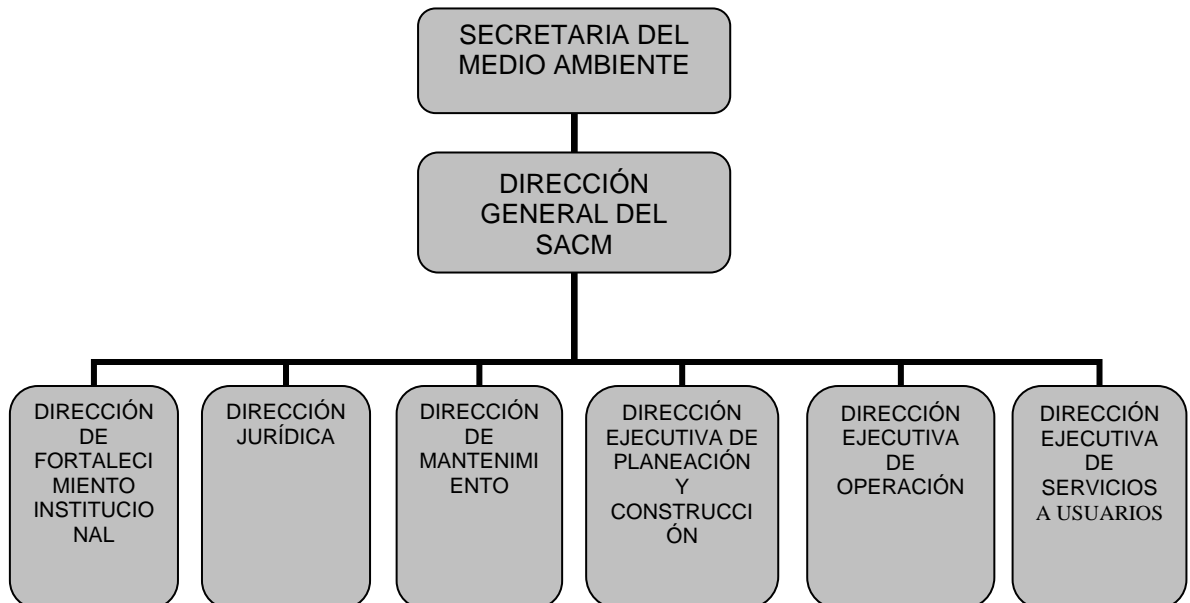 SECRETARIA DEL
MEDIO AMBIENTE
DIRECCIÓN
GENERAL DEL
SACM
DIRECCIÓN
DE
FORTALECI
MIENTO
INSTITUCIO
NAL
DIRECCIÓN
JURÍDICA
DIRECCIÓN
DE
MANTENIMI
ENTO
DIRECCIÓN
EJECUTIVA DE
PLANEACIÓN
Y
CONSTRUCCI
ÓN
DIRECCIÓN
EJECUTIVA
DE
OPERACIÓN
DIRECCIÓN
EJECUTIVA
DE
SERVICIOS
A USUARIOS